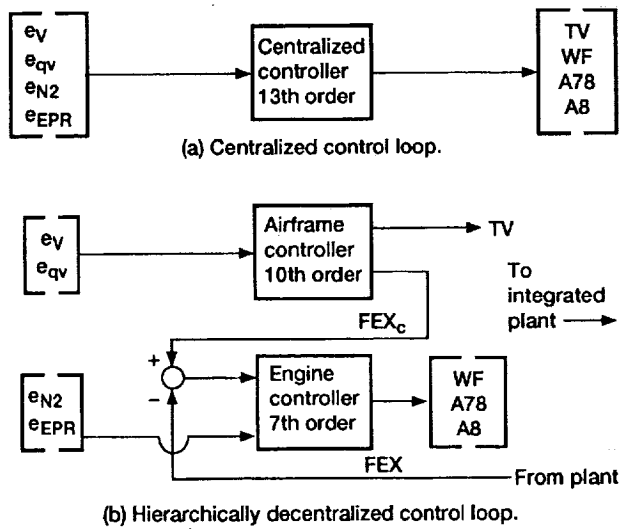 eV
eqv
eN2
eEPR
Centralized
controller
13th order
TV
WF
A78
A8
(a) Centralized control loop.
eV
eqv
Airframe
controller
10th order
TV
To
integrated
plant
FEXc
+
−
eN2
eEPR
Engine
controller
7th order
WF
A78
A8
FEX
From plant
(b) Hierarchically decentralized control loop.